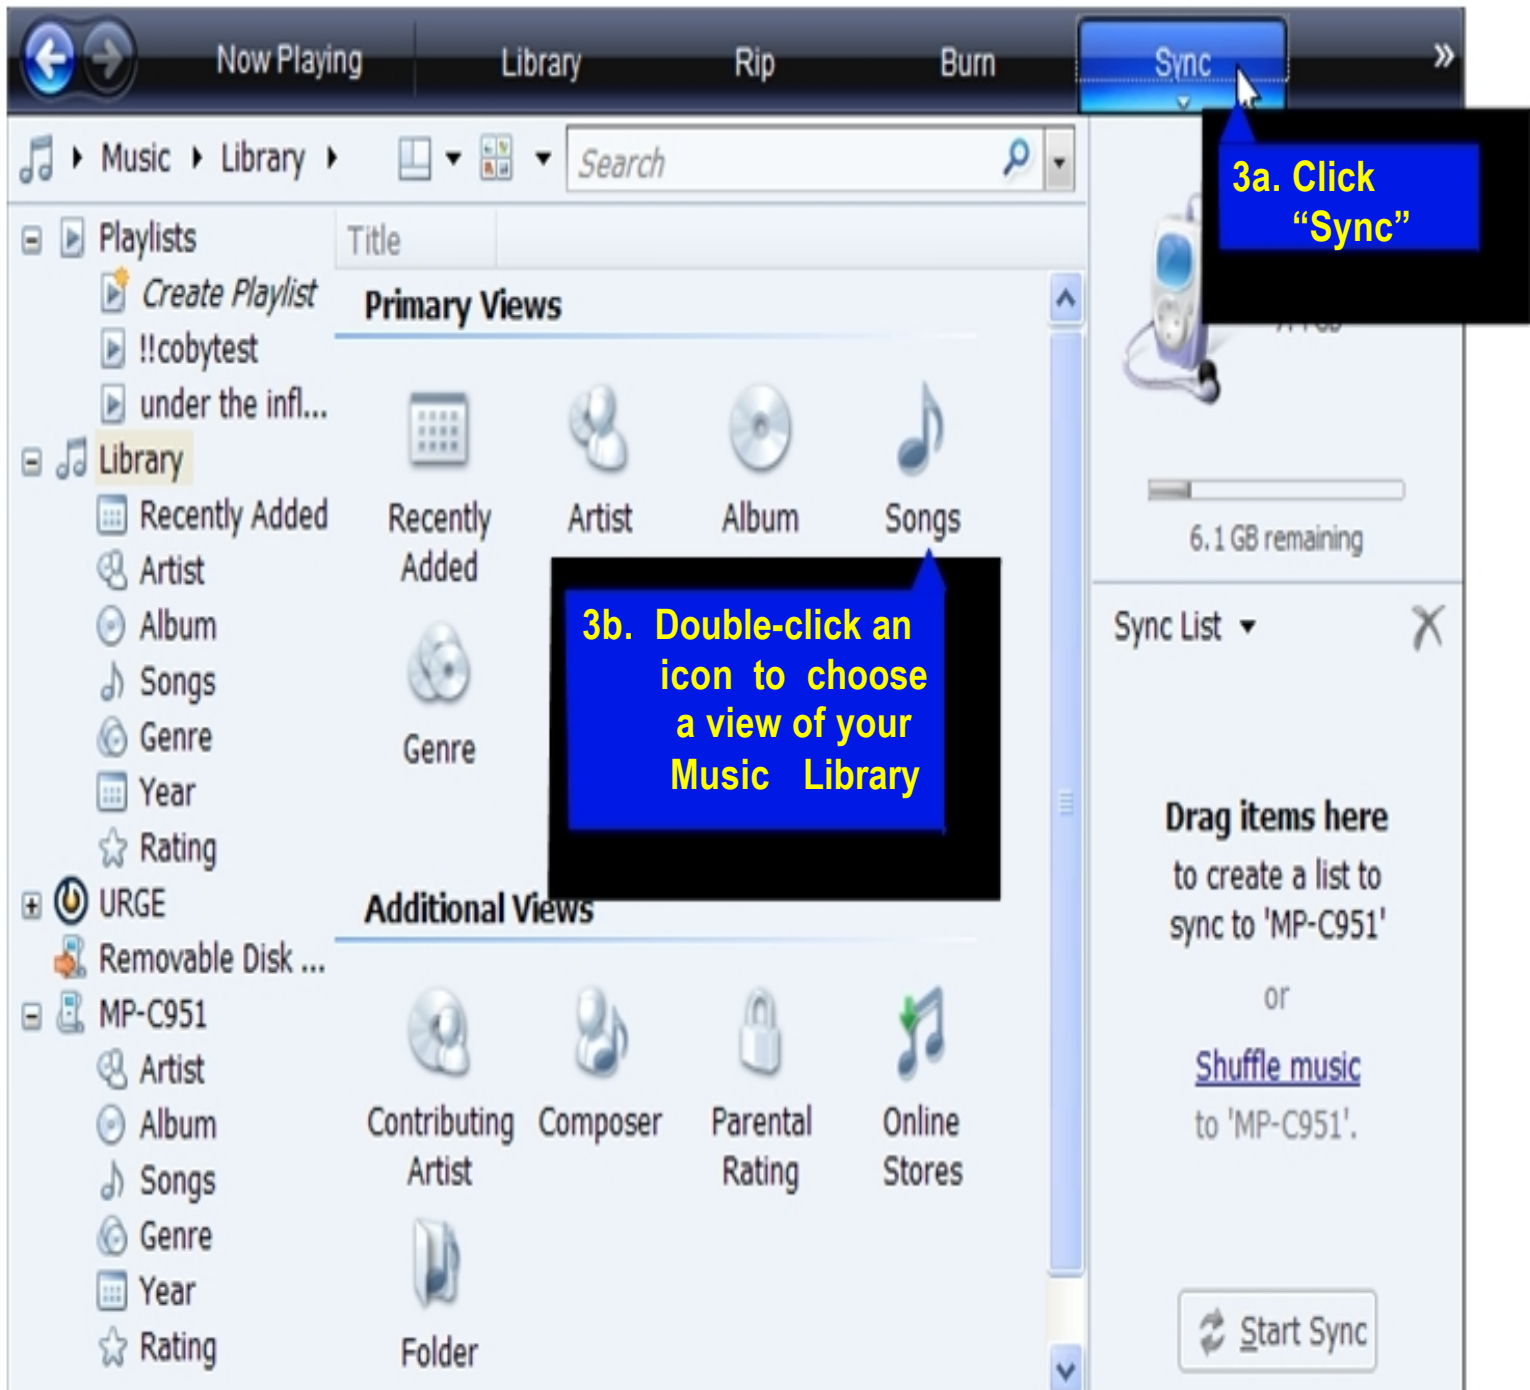 Now Playing
Library
Rip
Burn
Sync
»
Music
Library
Search
3a. Click
“Sync”
Playlists
Create Playlist
!!cobytest
under the infl...
Library
Recently Added
Artist
Album
Songs
Genre
Year
Rating
URGE
Removable Disk ...
MP-C951
Artist
Album
Songs
Genre
Year
Rating
Title
Primary Views
Recently
Added
Artist
Album
Songs
Genre
3b. Double-click an
icon to choose
a view of your
Music Library
Additional Views
Contributing
Artist
Composer
Parental
Rating
Online
Stores
Folder
6.1 GB remaining
Sync List
Drag items here
to create a list to
sync to 'MP-C951'
or
Shuffle music
to 'MP-C951'.
Start Sync